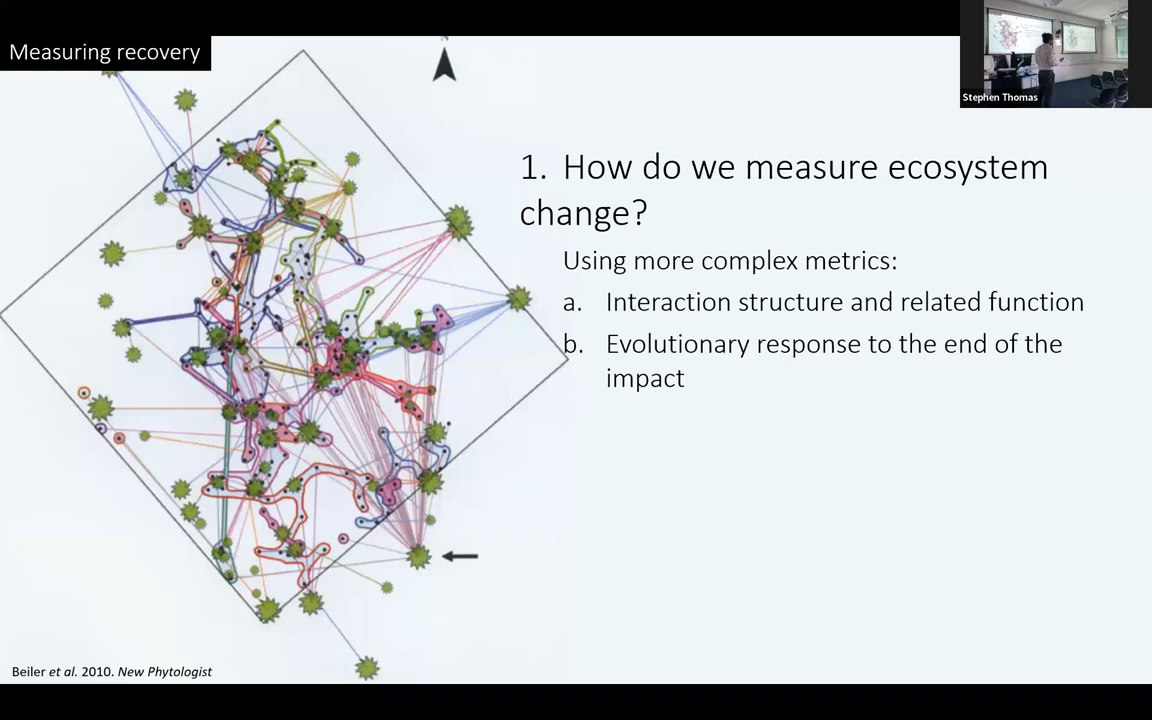 Measuring recovery
Stephen Thomas
1. How do we measure ecosystem
change?
Using more complex metrics:
a. Interaction structure and related function
b. Evolutionary response to the end of the
impact
Beiler et al. 2010. New Phytologist